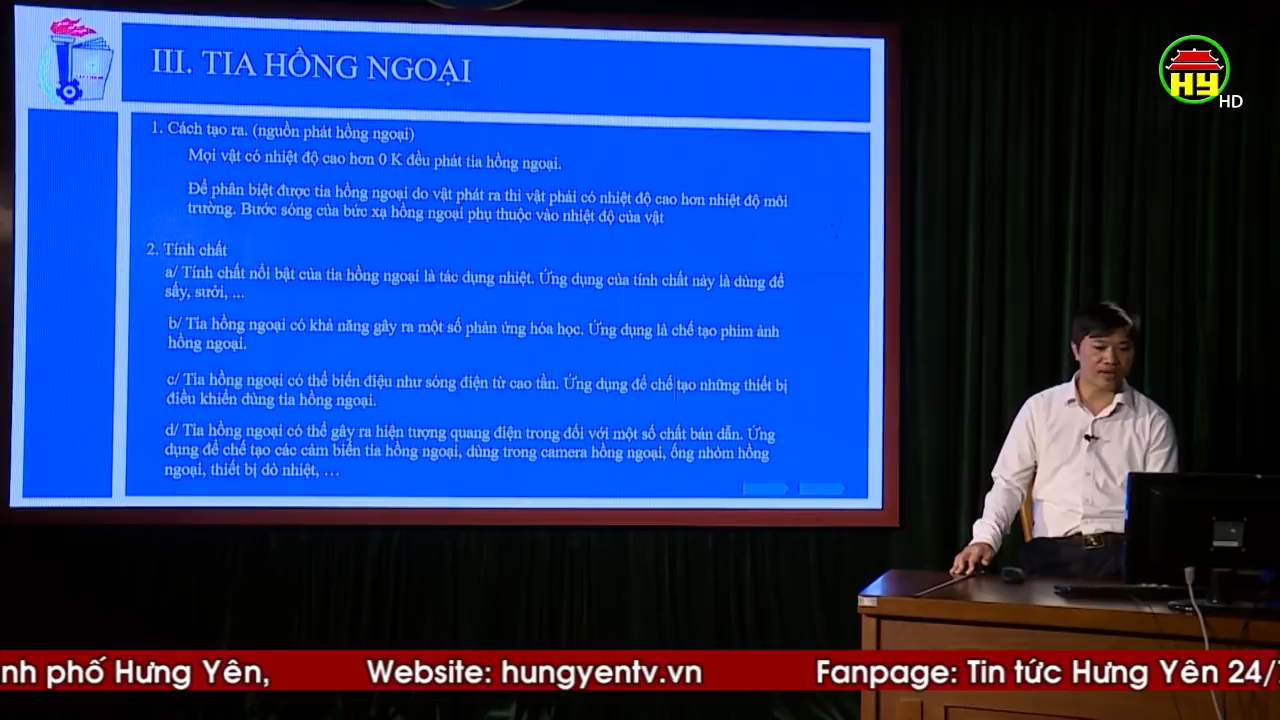 III. TIA HỒNG NGOẠI
HY
HD
1. Cách tạo ra. (nguồn phát hồng ngoại)
Mọi vật có nhiệt độ cao hơn 0 K đều phát tia hồng ngoại.
Để phân biệt được tia hồng ngoại do vật phát ra thì vật phải có nhiệt độ cao hơn nhiệt độ môi
trường. Bước sóng của bức xạ hồng ngoại phụ thuộc vào nhiệt độ của vật
2. Tính chất
a/ Tính chất nổi bật của tia hồng ngoại là tác dụng nhiệt. Ứng dụng của tính chất này là dùng để
sấy, sưởi, ...
b/ Tia hồng ngoại có khả năng gây ra một số phản ứng hóa học. Ứng dụng là chế tạo phim ảnh
hồng ngoại.
c/ Tia hồng ngoại có thể biến điệu như sóng điện từ cao tần. Ứng dụng để chế tạo những thiết bị
điều khiển dùng tia hồng ngoại.
d/ Tia hồng ngoại có thể gây ra hiện tượng quang điện trong đối với một số chất bán dẫn. Ứng
dụng để chế tạo các cảm biến tia hồng ngoại, dùng trong camera hồng ngoại, ống nhòm hồng
ngoại, thiết bị dò nhiệt, …
nh phố Hưng Yên, Website: hungyentv.vn Fanpage: Tin tức Hưng Yên 24/7